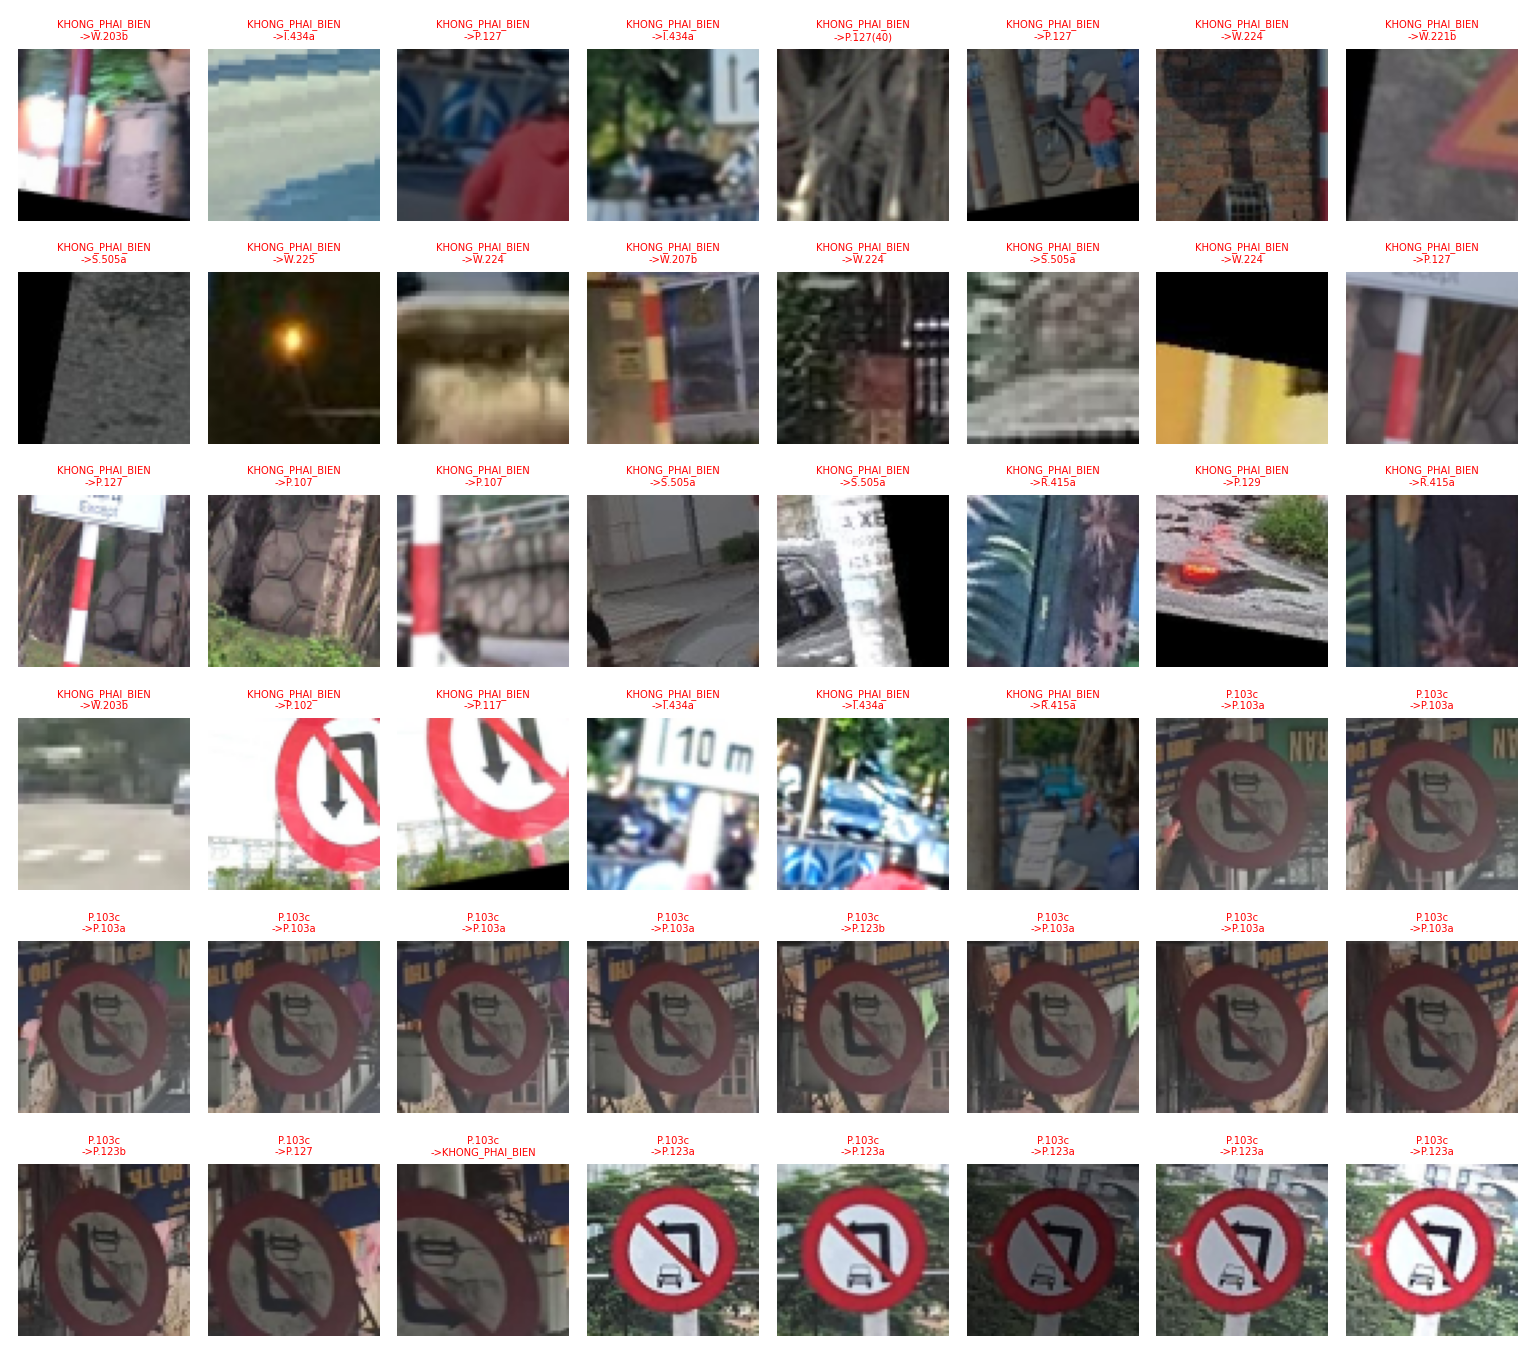 KHONG_PHAI_BIEN
->W.203b
KHONG_PHAI_BIEN
->I.434a
KHONG_PHAI_BIEN
->P.127
KHONG_PHAI_BIEN
->I.434a
KHONG_PHAI_BIEN
->P.127(40)
KHONG_PHAI_BIEN
->P.127
KHONG_PHAI_BIEN
->W.224
KHONG_PHAI_BIEN
->W.221b
KHONG_PHAI_BIEN
->S.505a
KHONG_PHAI_BIEN
->W.225
KHONG_PHAI_BIEN
->W.224
KHONG_PHAI_BIEN
->W.207b
KHONG_PHAI_BIEN
->W.224
KHONG_PHAI_BIEN
->S.505a
KHONG_PHAI_BIEN
->W.224
KHONG_PHAI_BIEN
->P.127
KHONG_PHAI_BIEN
->P.127
Except
KHONG_PHAI_BIEN
->P.107
KHONG_PHAI_BIEN
->P.107
KHONG_PHAI_BIEN
->S.505a
KHONG_PHAI_BIEN
->S.505a
XE
KHONG_PHAI_BIEN
->R.415a
KHONG_PHAI_BIEN
->P.129
KHONG_PHAI_BIEN
->R.415a
KHONG_PHAI_BIEN
->W.203b
KHONG_PHAI_BIEN
->P.102
KHONG_PHAI_BIEN
->P.117
KHONG_PHAI_BIEN
->I.434a
10 m
KHONG_PHAI_BIEN
->I.434a
KHONG_PHAI_BIEN
->R.415a
P.103c
->P.103a
P.103c
->P.103a
P.103c
->P.103a
P.103c
->P.103a
P.103c
->P.103a
P.103c
->P.103a
P.103c
->P.123b
P.103c
->P.103a
P.103c
->P.103a
P.103c
->P.103a
P.103c
->P.123b
P.103c
->P.127
P.103c
->KHONG_PHAI_BIEN
P.103c
->P.123a
P.103c
->P.123a
P.103c
->P.123a
P.103c
->P.123a
P.103c
->P.123a